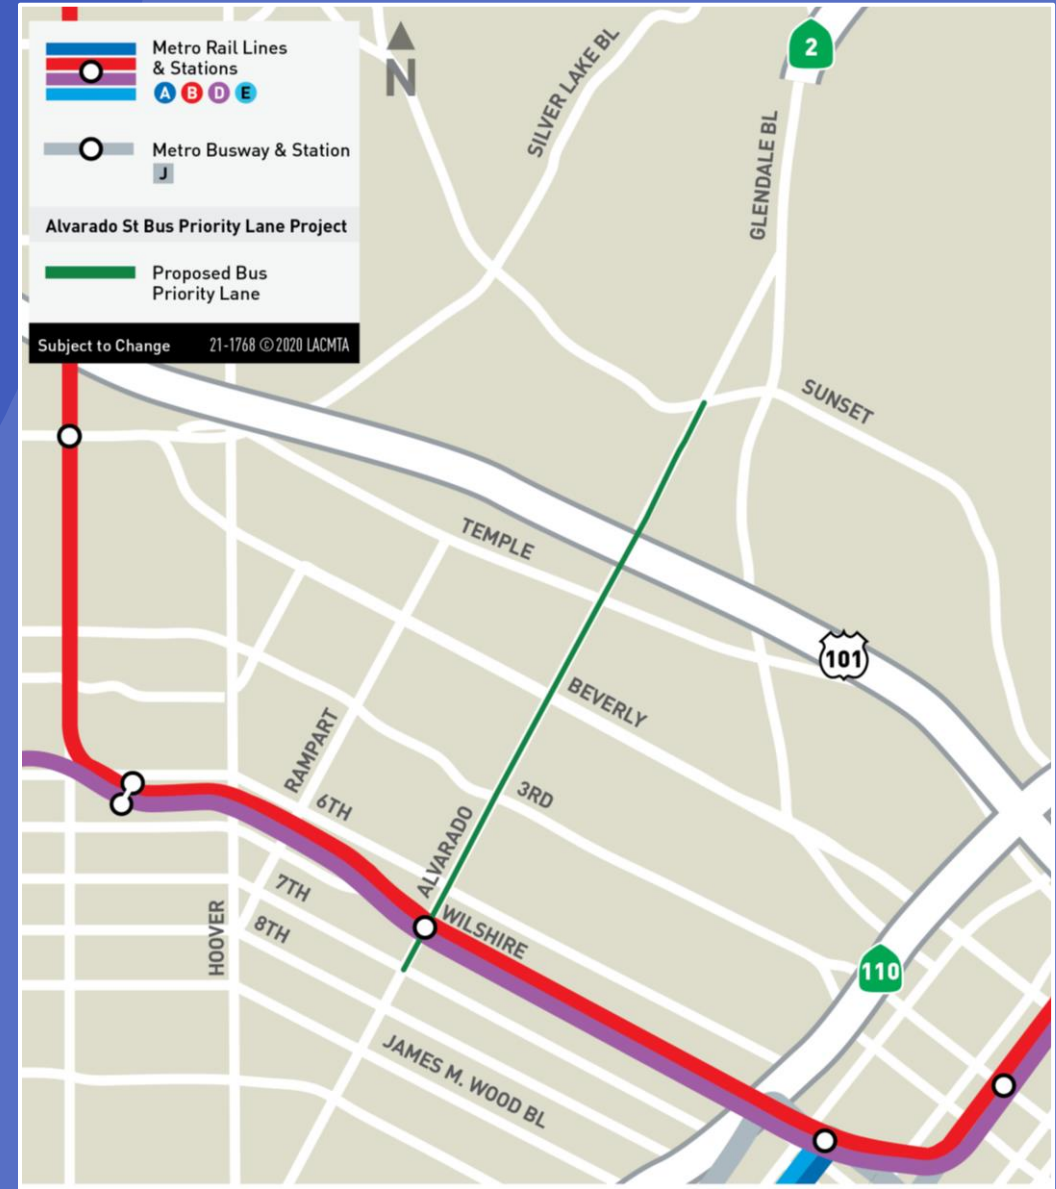 Metro Rail Lines
& Stations
A B D E
Metro Busway & Station
J
Alvarado St Bus Priority Lane Project
Proposed Bus
Priority Lane
Subject to Change 21-1768 © 2020 LACMTA
N
SILVER LAKE BL
2
GLENDALE BL
SUNSET
TEMPLE
101
BEVERLY
RAMPART
3RD
6TH
ALVARADO
7TH
WILSHIRE
8TH
HOOVER
110
JAMES M. WOOD BL